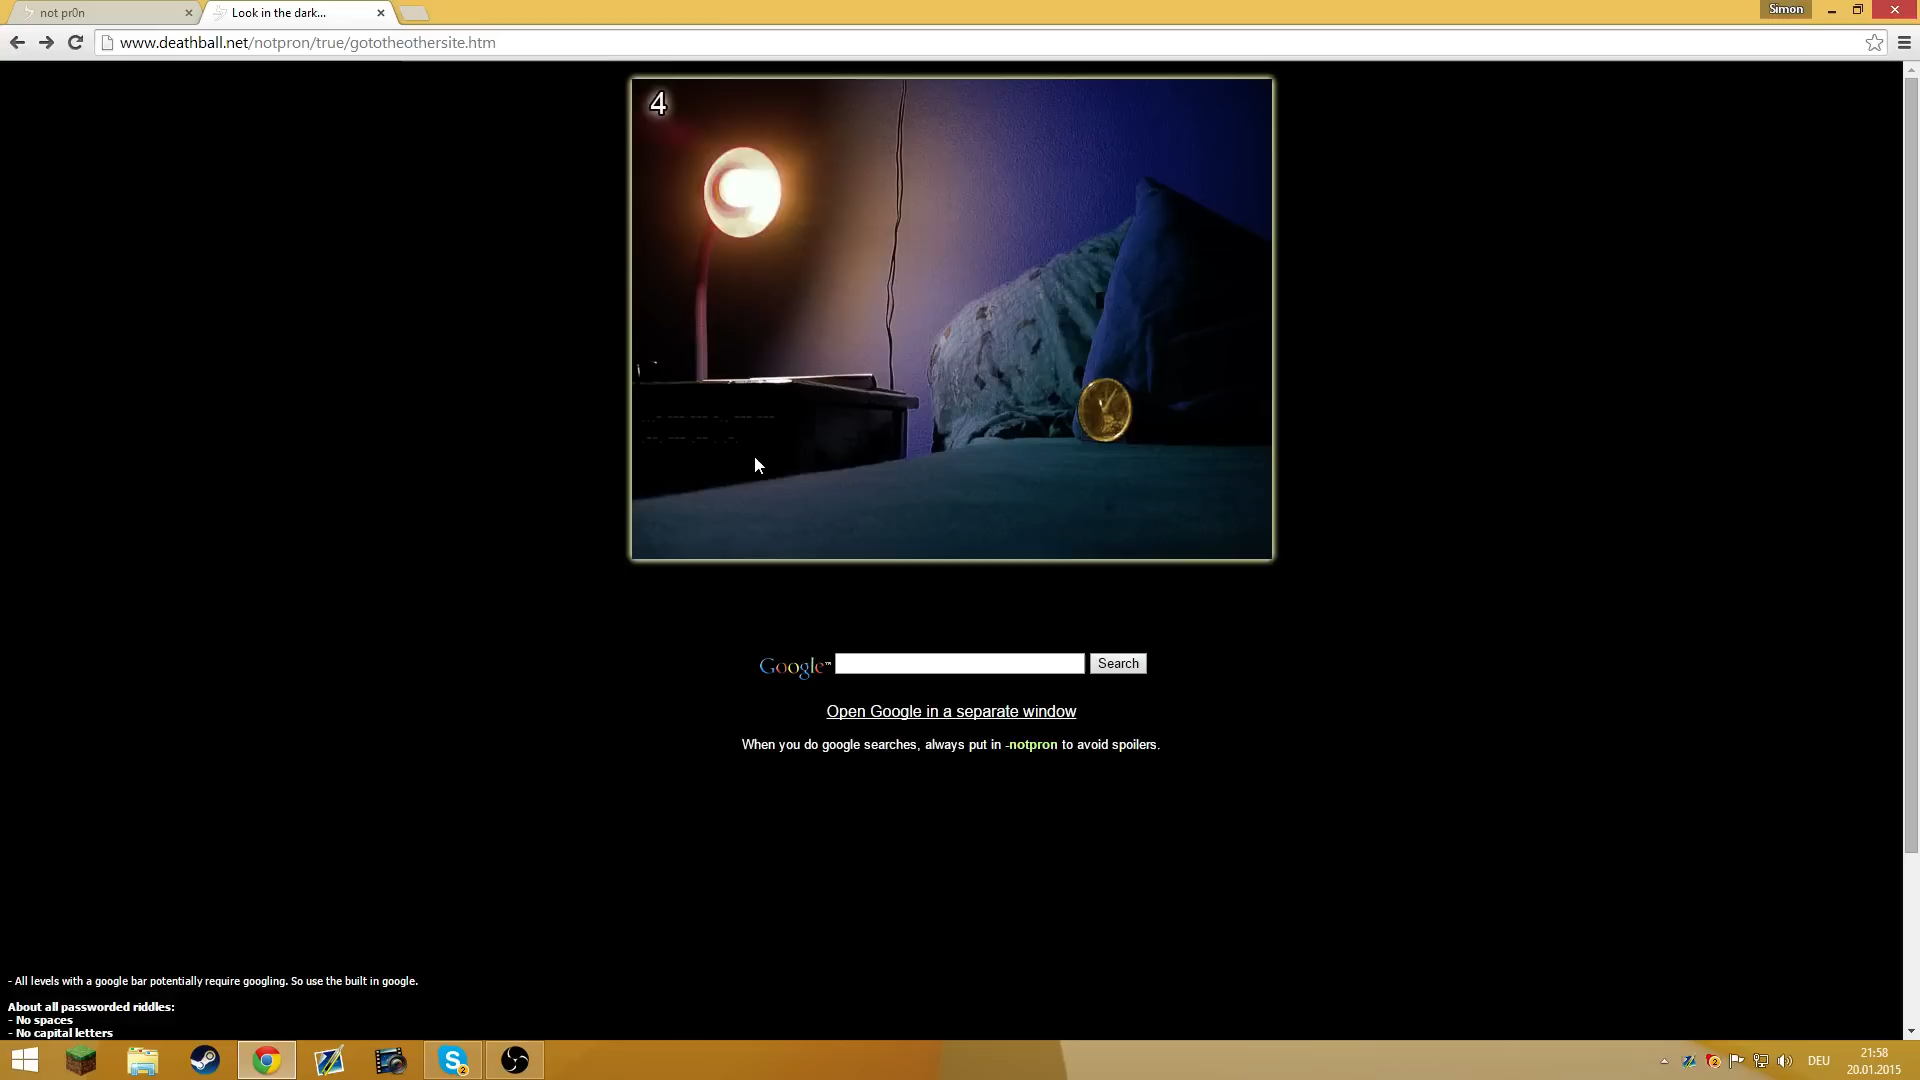 not pr0n
Look in the dark...
Simon
www.deathball.net/notpron/true/gototheothersite.htm
4
Google™
Search
Open Google in a separate window
When you do google searches, always put in -notpron to avoid spoilers.
- All levels with a google bar potentially require googling. So use the built in google.
About all passworded riddles:
- No spaces
- No capital letters
DEU
21:58
20.01.2015